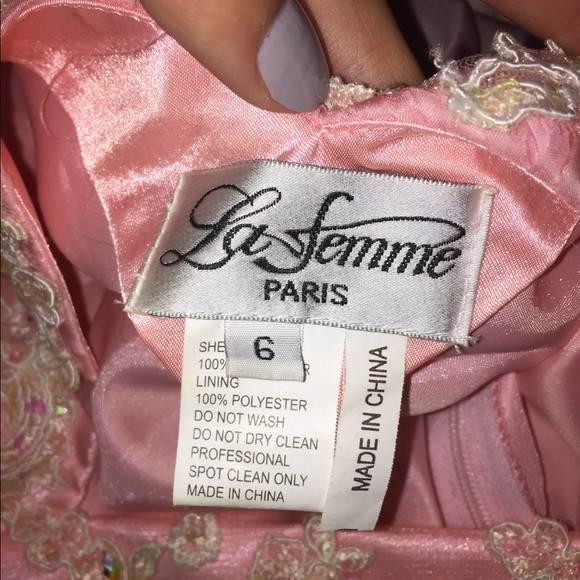 La Femme
PARIS
6
SHE
100% ER
LINING
100% POLYESTER
DO NOT WASH
DO NOT DRY CLEAN
PROFESSIONAL
SPOT CLEAN ONLY
MADE IN CHINA
MADE IN CHINA